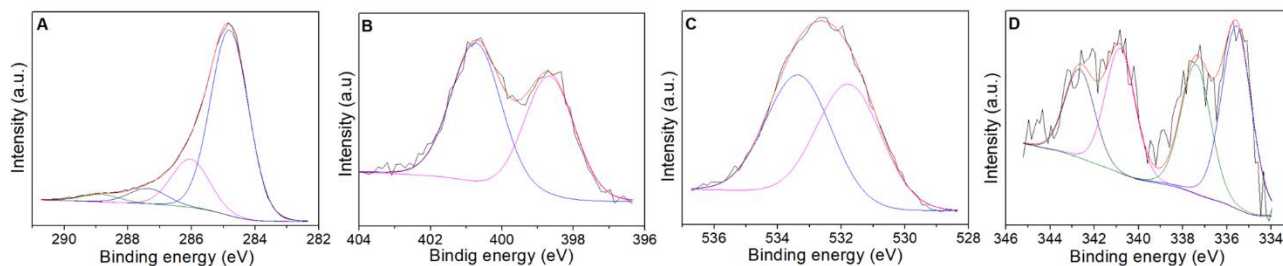 A
Intensity (a.u.)
290 288 286 284 282
Binding energy (eV)
B
Intensity (a.u)
404 402 400 398 396
Bindig energy (eV)
C
Intensity (a.u.)
536 534 532 530 528
Binding energy (eV)
D
Intensity (a.u.)
346 344 342 340 338 336 334
Binding energy (eV)